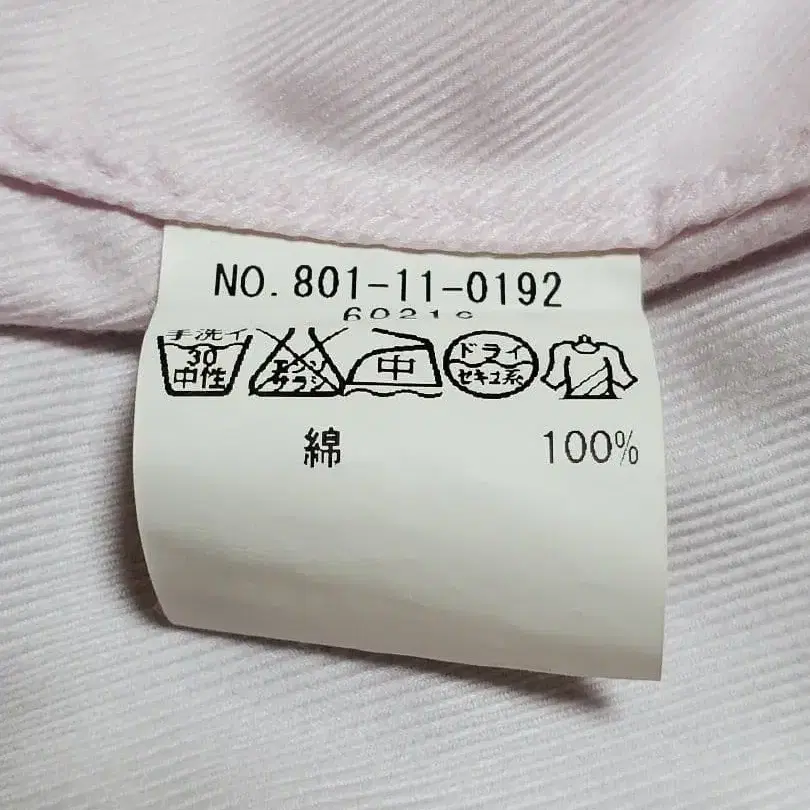 NO. 801-11-0192
手洗イ
30
中性
エンソ
サラシ
中
ドライ
セキユ系
綿 100%